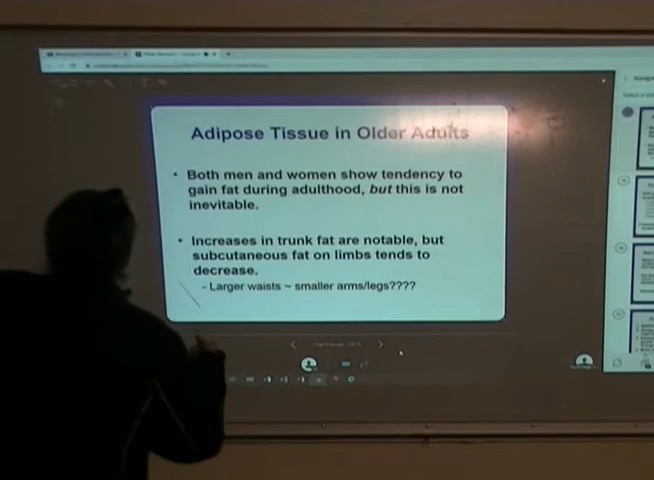 Adipose Tissue in Older Adults
• Both men and women show tendency to
gain fat during adulthood, but this is not
inevitable.
• Increases in trunk fat are notable, but
subcutaneous fat on limbs tends to
decrease.
- Larger waists ~ smaller arms/legs????